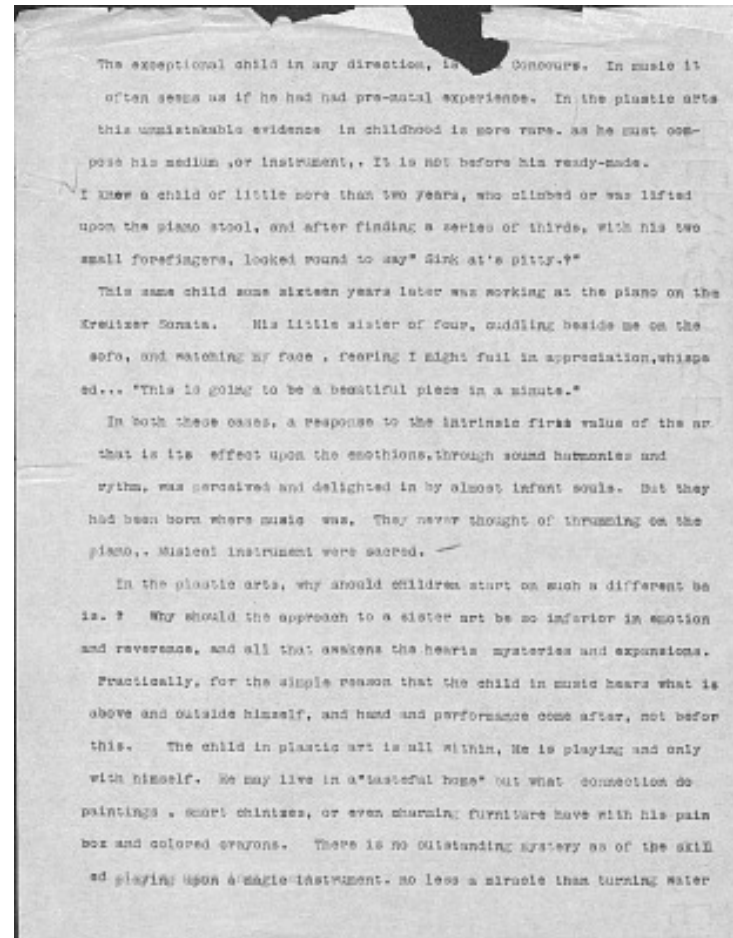 The exceptional child in any direction, is Concours. In music it
often seems as if he had had pre-natal experience. In the plastic arts
this unmistakable evidence in childhood is more rare. as he must com-
pose his medium ,or instrument,. It is not before him ready-made.
I knew a child of little more than two years, who climbed or was lifted
upon the piano stool, and after finding a series of thirds, with his two
small forefingers, looked round to say" Sink at's pitty.?"
This same child some sixteen years later was working at the piano on the
Kreutzer Sonata. His little sister of four, cuddling beside me on the
sofa, and watching my face , fearing I might fail in appreciation,whispe
ed... "This is going to be a beautiful piece in a minute."
In both these cases, a response to the intrinsic first value of the ar
that is its effect upon the emothions,through sound harmonies and
rythm, was perceived and delighted in by almost infant souls. But they
had been born where music was. They never thought of thrumming on the
piano,. Musical instrument were sacred.
In the plastic arts, why should children start on such a different ba
is. ? Why should the approach to a sister art be so inferior in emotion
and reverence, and all that awakens the hearts mysteries and expansions.
Practically, for the simple reason that the child in music hears what is
above and outside himself, and hand and performance come after, not befor
this. The child in plastic art is all within, He is playing and only
with himself. He may live in a"tasteful home" but what connection do
paintings , smart chintzes, or even charming furniture have with his pain
box and colored crayons. There is no outstanding mystery as of the skill
ed playing upon a magic instrument. no less a miracle than turning water